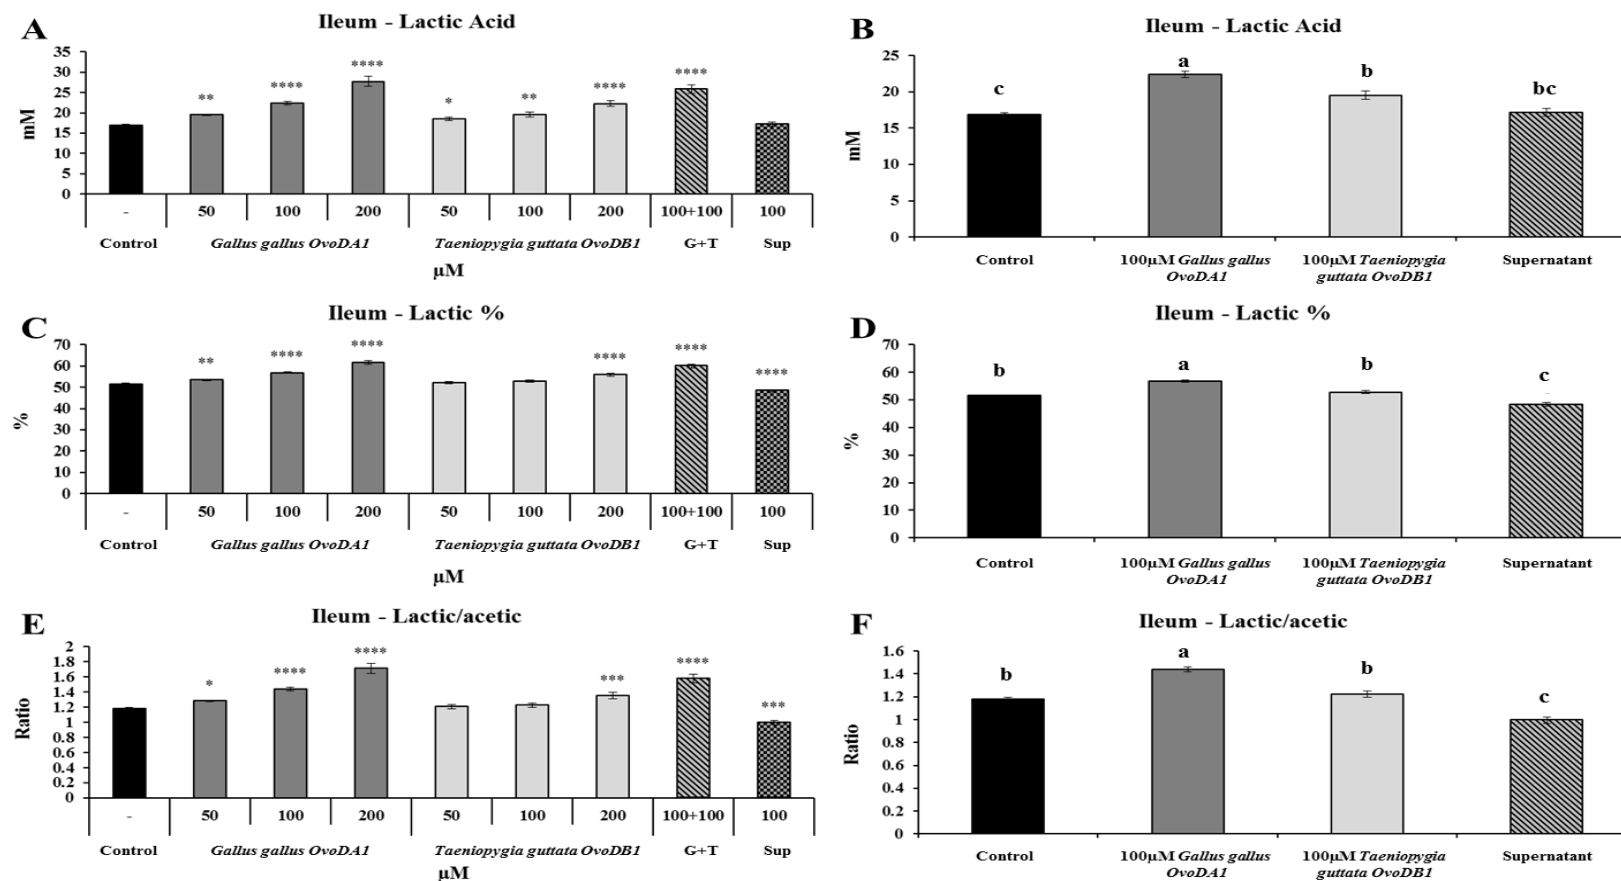 A
Ileum - Lactic Acid
35
30
25
20
15
10
5
0
mM
**
****
****
*
**
****
****
- 50 100 200 50 100 200 100+100 100
Control Gallus gallus OvoDA1 Taeniopygia guttata OvoDB1 G+T Sup
µM
B
Ileum - Lactic Acid
25
20
15
10
5
0
mM
c
a
b
bc
Control 100µM Gallus gallus 100µM Taeniopygia Supernatant
OvoDA1 guttata OvoDB1
C
Ileum - Lactic %
70
60
50
40
30
20
10
0
%
**
****
****
****
****
****
- 50 100 200 50 100 200 100+100 100
Control Gallus gallus OvoDA1 Taeniopygia guttata OvoDB1 G+T Sup
µM
D
Ileum - Lactic %
70
60
50
40
30
20
10
0
%
b
a
b
c
Control 100µM Gallus gallus 100µM Taeniopygia Supernatant
OvoDA1 guttata OvoDB1
E
Ileum - Lactic/acetic
2
1.8
1.6
1.4
1.2
1
0.8
0.6
0.4
0.2
0
Ratio
*
****
****
***
****
***
- 50 100 200 50 100 200 100+100 100
Control Gallus gallus OvoDA1 Taeniopygia guttata OvoDB1 G+T Sup
µM
F
Ileum - Lactic/acetic
1.6
1.4
1.2
1
0.8
0.6
0.4
0.2
0
Ratio
b
a
b
c
Control 100µM Gallus gallus 100µM Taeniopygia Supernatant
OvoDA1 guttata OvoDB1